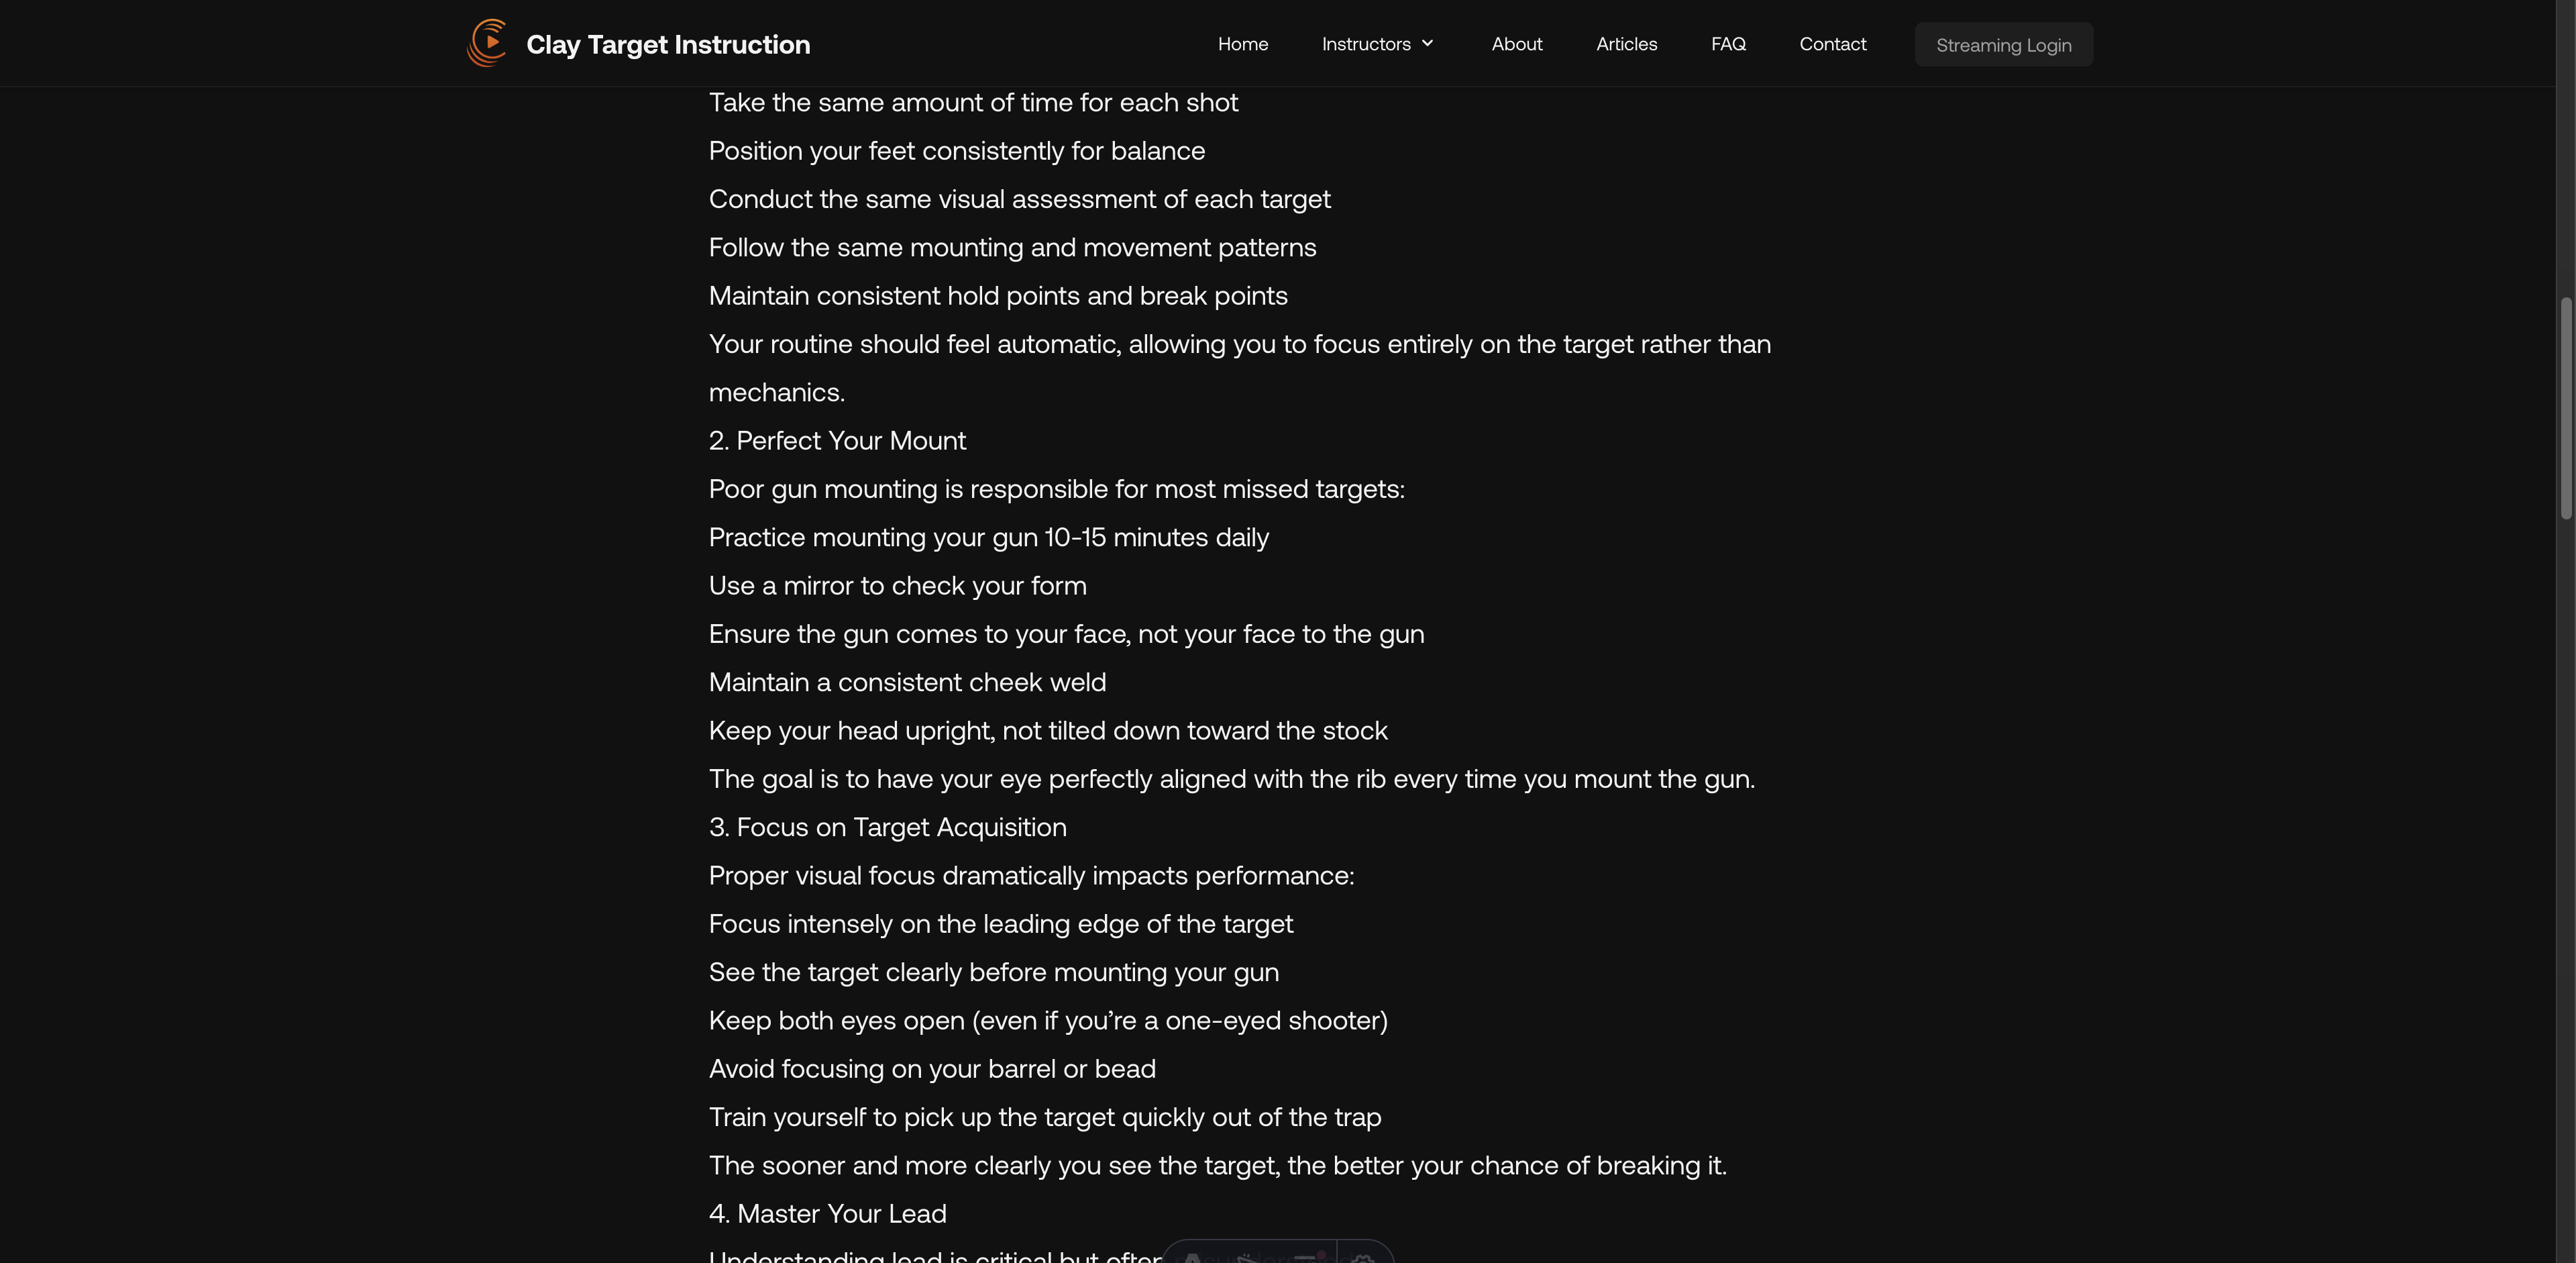 Clay Target Instruction
Home Instructors About Articles FAQ Contact Streaming Login
Take the same amount of time for each shot
Position your feet consistently for balance
Conduct the same visual assessment of each target
Follow the same mounting and movement patterns
Maintain consistent hold points and break points
Your routine should feel automatic, allowing you to focus entirely on the target rather than
mechanics.
2. Perfect Your Mount
Poor gun mounting is responsible for most missed targets:
Practice mounting your gun 10-15 minutes daily
Use a mirror to check your form
Ensure the gun comes to your face, not your face to the gun
Maintain a consistent cheek weld
Keep your head upright, not tilted down toward the stock
The goal is to have your eye perfectly aligned with the rib every time you mount the gun.
3. Focus on Target Acquisition
Proper visual focus dramatically impacts performance:
Focus intensely on the leading edge of the target
See the target clearly before mounting your gun
Keep both eyes open (even if you’re a one-eyed shooter)
Avoid focusing on your barrel or bead
Train yourself to pick up the target quickly out of the trap
The sooner and more clearly you see the target, the better your chance of breaking it.
4. Master Your Lead
Understanding lead is critical but often